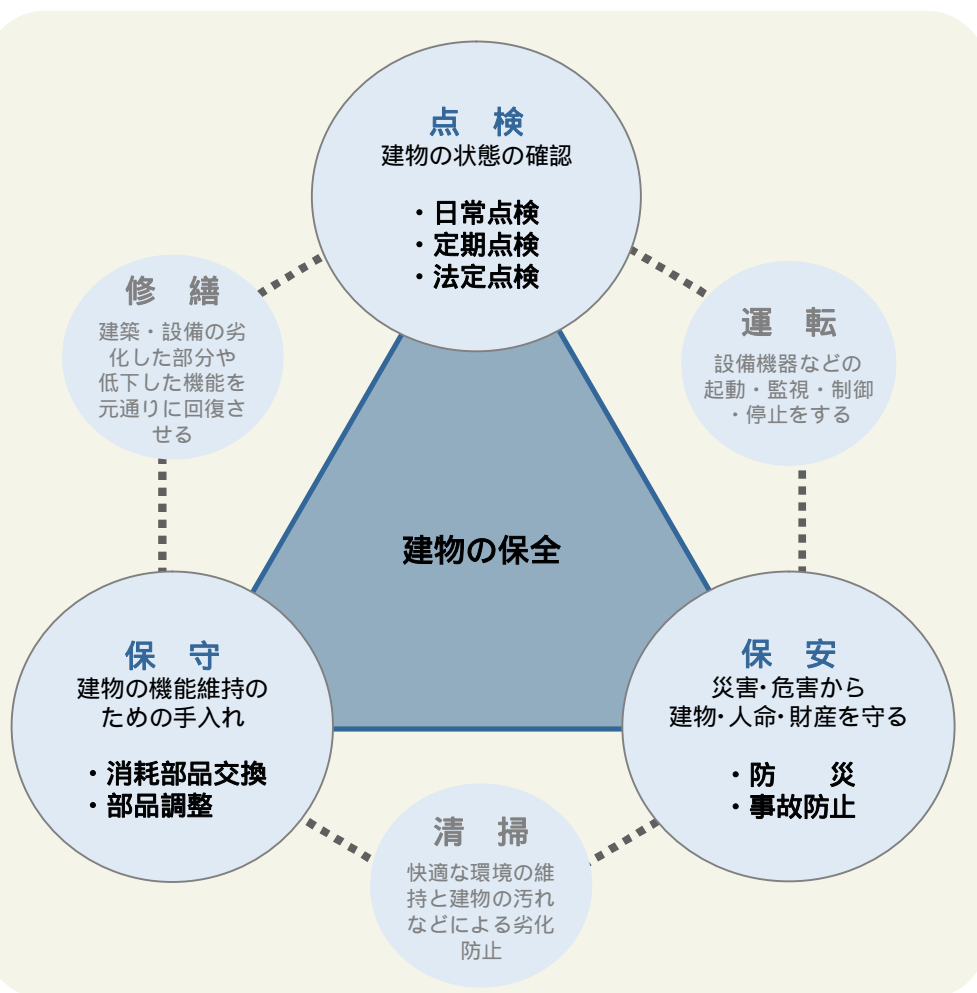 点　検
建物の状態の確認
・日常点検
・定期点検
・法定点検
修　繕
建築・設備の劣
化した部分や
低下した機能を
元通りに回復さ
せる
運　転
設備機器などの
起動・監視・制御
・停止をする
建物の保全
保　守
建物の機能維持の
ための手入れ
・消耗部品交換
・部品調整
保　安
災害･危害から
建物･人命･財産を守る
・防　　災
・事故防止
清　掃
快適な環境の維
持と建物の汚れ
などによる劣化
防止